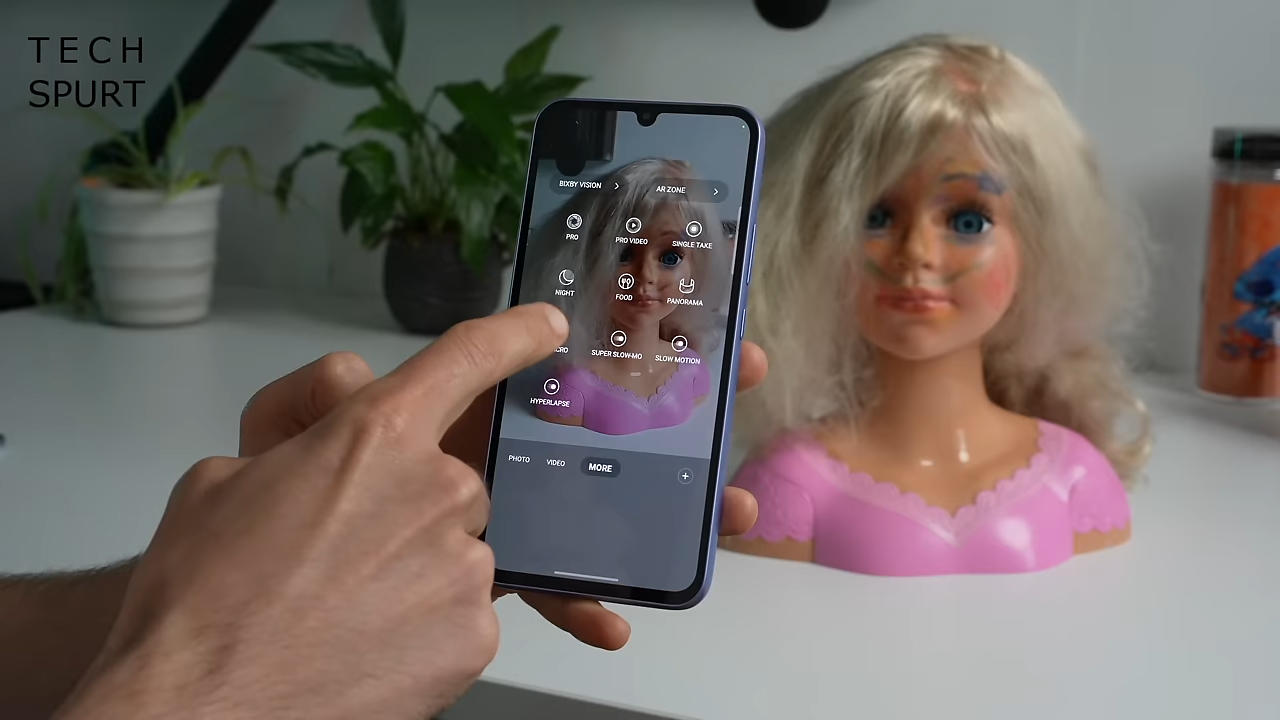 TECH
SPURT
BIXBY VISION
AR ZONE
PRO
PRO VIDEO
SINGLE TAKE
NIGHT
FOOD
PANORAMA
SUPER SLOW-MO
SLOW MOTION
HYPERLAPSE
PHOTO
VIDEO
MORE